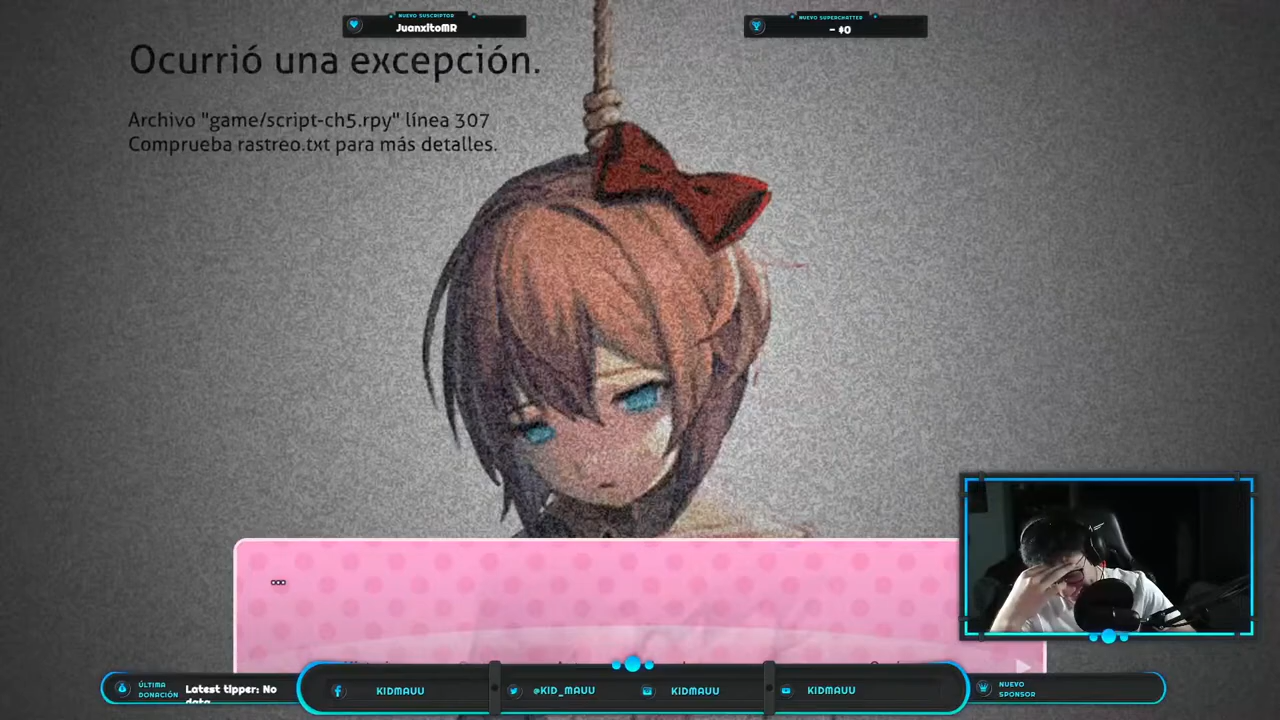 NUEVO SUSCRIPTOR
JuanxitoMR
NUEVO SUPERCHATTER
- $0
Ocurrió una excepción.
Archivo "game/script-ch5.rpy" línea 307
Comprueba rastreo.txt para más detalles.
...
ÚLTIMA
DONACIÓN
Latest tipper: No
data
KIDMAUU
@KID_MAUU
KIDMAUU
KIDMAUU
NUEVO
SPONSOR